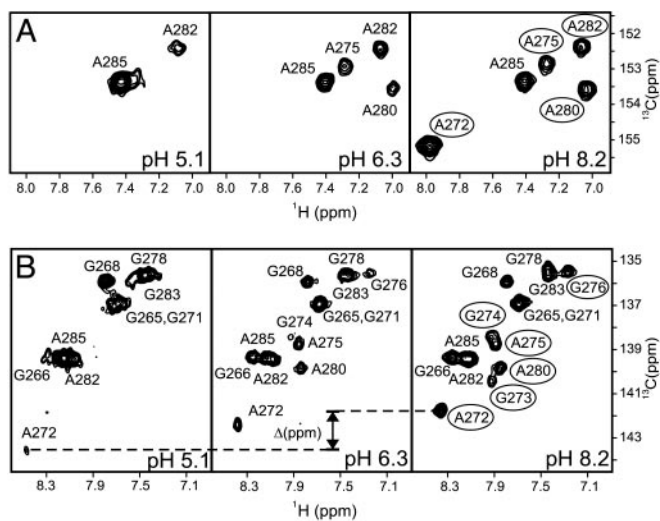 A
A282
A285
pH 5.1
A282
A275
A285
A280
pH 6.3
A282
A275
A285
A280
A272
pH 8.2
152
153
154
155
¹³C(ppm)
8.0 7.8 7.6 7.4 7.2 7.0 8.0 7.8 7.6 7.4 7.2 7.0 8.0 7.8 7.6 7.4 7.2 7.0
¹H (ppm)
B
G278
G268
G283
G265,G271
A285
G266
A282
A272
pH 5.1
G278
G268 G276
G283
G265,G271
G274
A285 A275
G266
A282 A280
A272
Δ(ppm)
pH 6.3
G278
G268
G283 G276
G265,G271
G274
A285 A275
G266
A282 A280
G273
A272
pH 8.2
135
137
139
141
143
¹³C(ppm)
8.3 7.9 7.5 7.1 8.3 7.9 7.5 7.1 8.3 7.9 7.5 7.1
¹H (ppm)